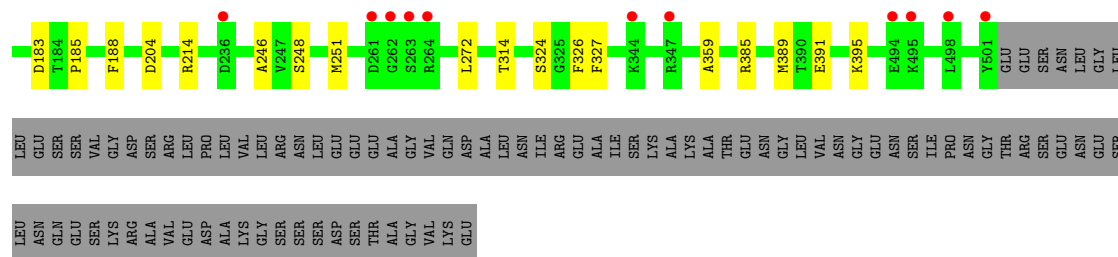 D183 T184 P185 F188 D204 R214 D236 A246 V247 S248 M251 D261 G262 S263 R264 L272 T314 S324 G325 F326 F327 K344 R347 A359 R385 M389 T390 E391 K395 E494 K495 L498 Y501 GLU GLU SER ASN LEU GLY LEU
LEU GLU SER SER VAL GLY ASP SER ARG LEU PRO LEU VAL LEU ARG ASN LEU GLU GLU GLU ALA GLY VAL GLN ASP ALA LEU ASN ILE ARG GLU ALA ILE SER LYS ALA LYS ALA THR GLU ASN GLY LEU VAL ASN GLY GLU ASN SER ILE PRO ASN GLY THR ARG SER GLU ASN GLU SER
LEU ASN GLN GLU SER LYS ARG ALA VAL GLU ASP ALA LYS GLY SER SER SER ASP SER THR ALA GLY VAL LYS GLU